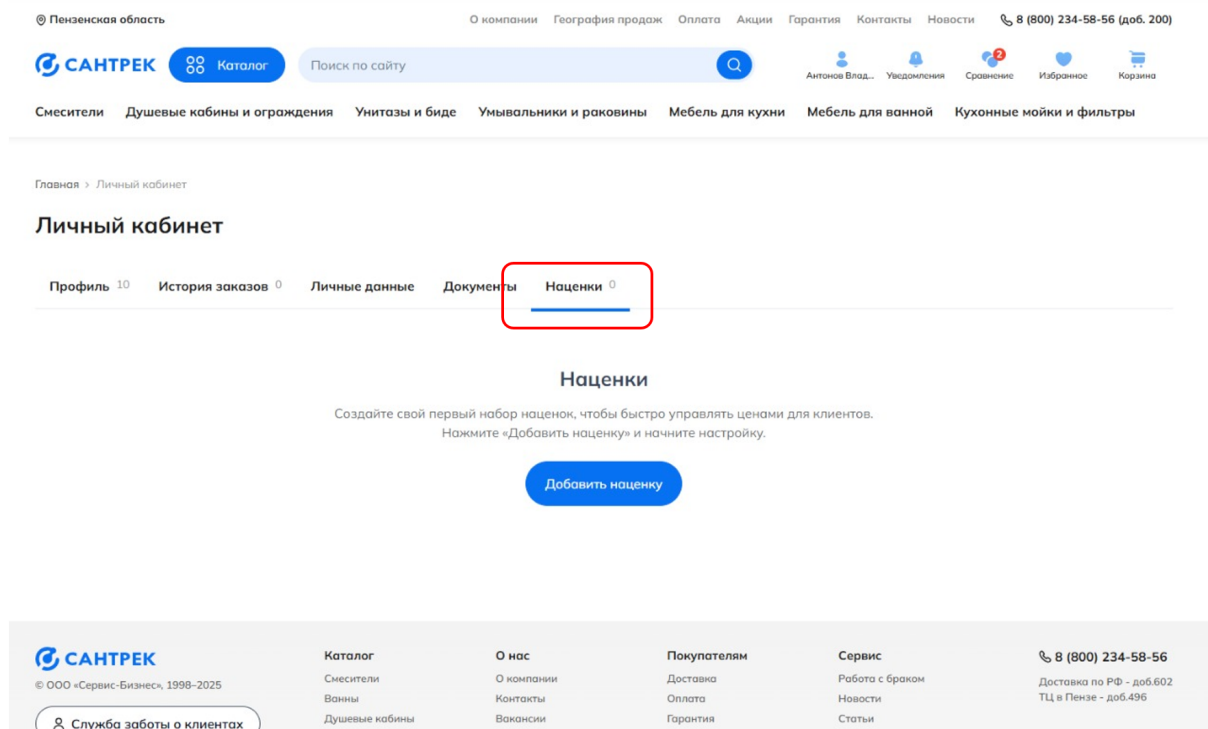 Пензенская область
О компании География продаж Оплата Акции Гарантия Контакты Новости 8 (800) 234-58-56 (доб. 200)
САНТРЕК Каталог Поиск по сайту
2
Антонов Влад... Уведомления Сравнение Избранное Корзина
Смесители Душевые кабины и ограждения Унитазы и биде Умывальники и раковины Мебель для кухни Мебель для ванной Кухонные мойки и фильтры
Главная > Личный кабинет
Личный кабинет
Профиль 10 История заказов 0 Личные данные Документы Наценки 0
Наценки
Создайте свой первый набор наценок, чтобы быстро управлять ценами для клиентов.
Нажмите «Добавить наценку» и начните настройку.
Добавить наценку
САНТРЕК
© ООО «Сервис-Бизнес», 1998–2025
Служба заботы о клиентах
Каталог
Смесители
Ванны
Душевые кабины
О нас
О компании
Контакты
Вакансии
Покупателям
Доставка
Оплата
Гарантия
Сервис
Работа с браком
Новости
Статьи
8 (800) 234-58-56
Доставка по РФ - доб.602
ТЦ в Пензе - доб.496